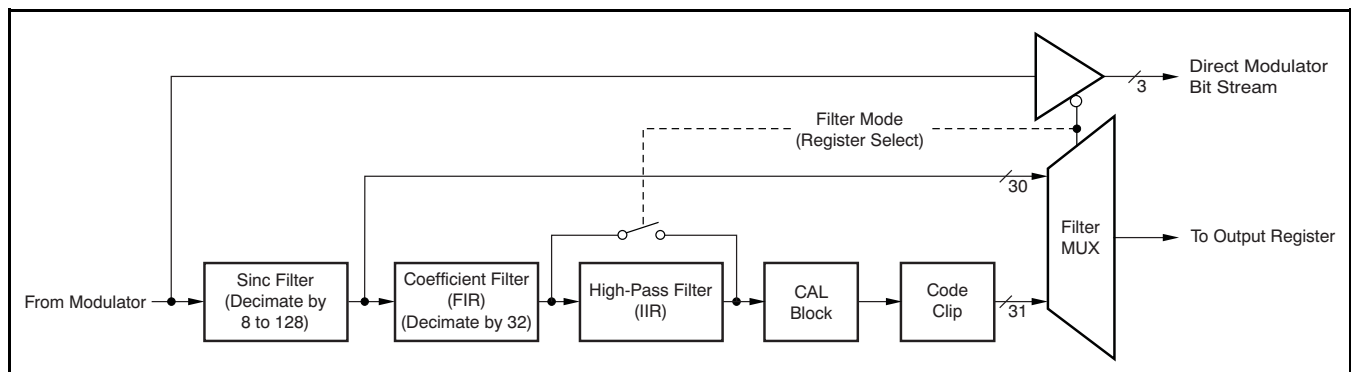 Direct Modulator
Bit Stream
3
Filter Mode
(Register Select)
30
Filter
MUX
To Output Register
From Modulator
Sinc Filter
(Decimate by
8 to 128)
Coefficient Filter
(FIR)
(Decimate by 32)
High-Pass Filter
(IIR)
CAL
Block
Code
Clip
31